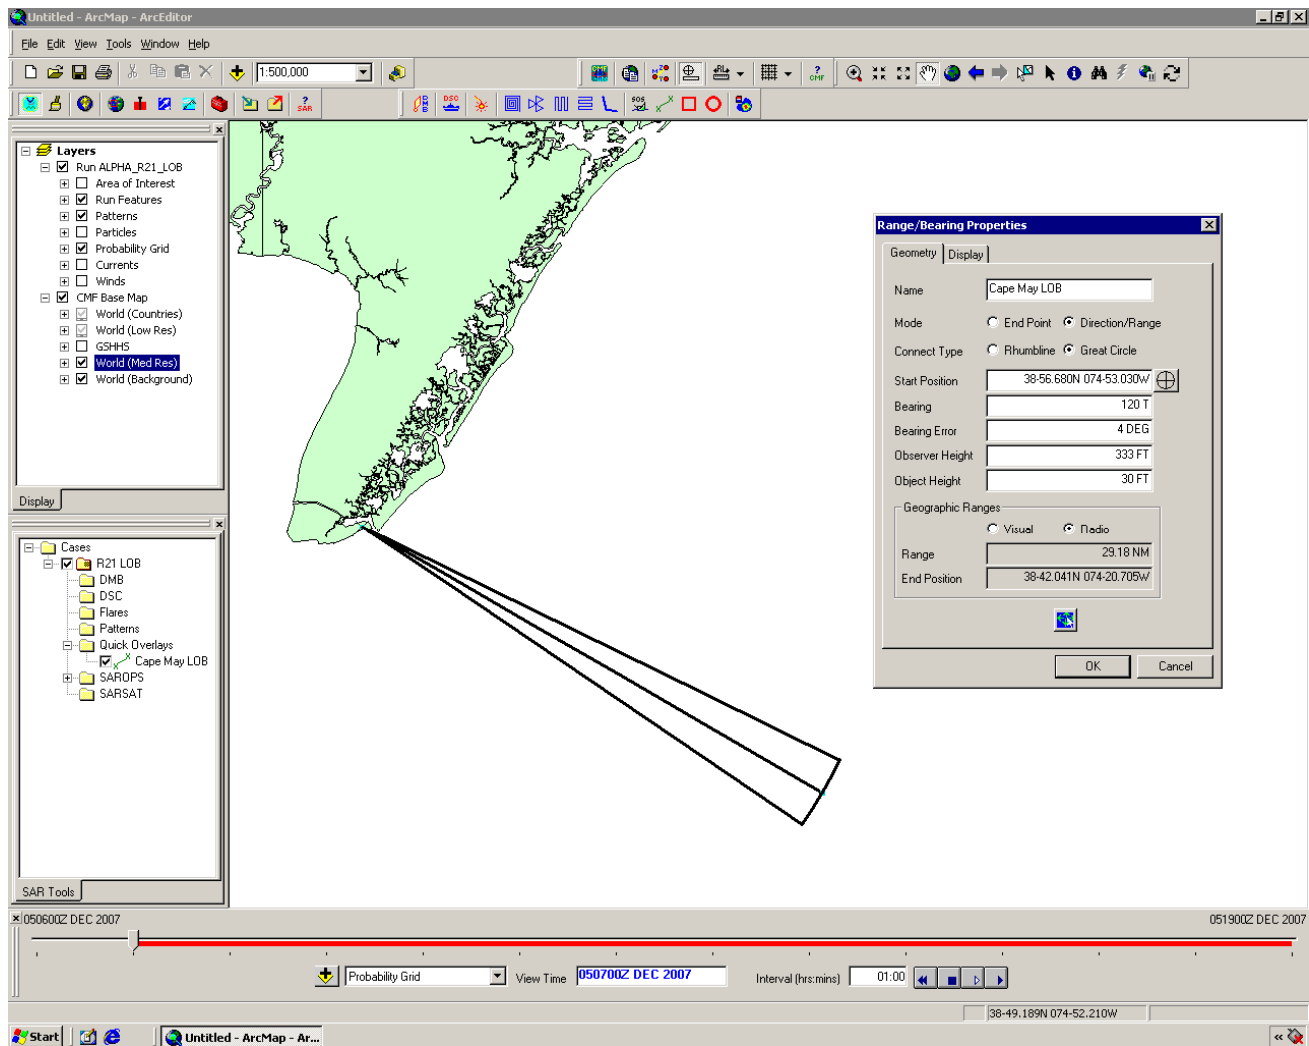 Untitled - ArcMap - ArcEditor
File Edit View Tools Window Help
1:500,000
? CMF
? SAR
DMB
DSC
SOS
Layers
Run ALPHA_R21_LOB
Area of Interest
Run Features
Patterns
Particles
Probability Grid
Currents
Winds
CMF Base Map
World (Countries)
World (Low Res)
GSHHS
World (Med Res)
World (Background)
Display
Cases
R21 LOB
DMB
DSC
Flares
Patterns
Quick Overlays
Cape May LOB
SAROPS
SARSAT
SAR Tools
Range/Bearing Properties
Geometry Display
Name Cape May LOB
Mode End Point Direction/Range
Connect Type Rhumbline Great Circle
Start Position 38-56.680N 074-53.030W
Bearing 120 T
Bearing Error 4 DEG
Observer Height 333 FT
Object Height 30 FT
Geographic Ranges
Visual Radio
Range 29.18 NM
End Position 38-42.041N 074-20.705W
OK Cancel
050600Z DEC 2007 051900Z DEC 2007
Probability Grid View Time 050700Z DEC 2007 Interval (hrs:mins) 01:00
38-49.189N 074-52.210W
Start Untitled - ArcMap - Ar...